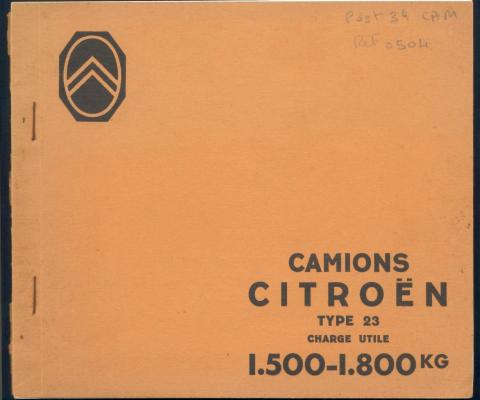 Post 34 CAM
Ref 0504
CAMIONS
CITROËN
TYPE 23
CHARGE UTILE
1.500-1.800 KG